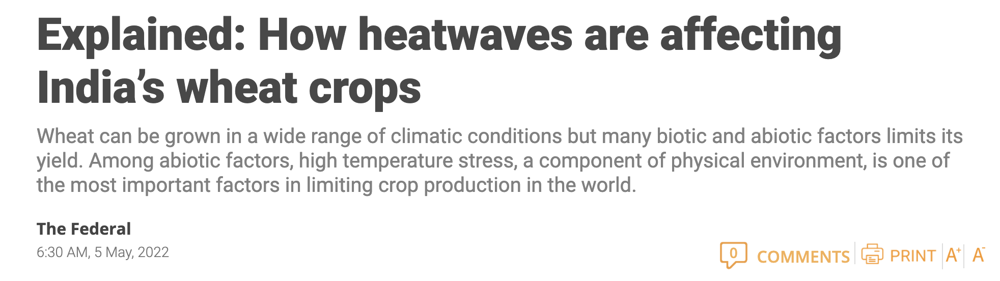 Explained: How heatwaves are affecting
India’s wheat crops
Wheat can be grown in a wide range of climatic conditions but many biotic and abiotic factors limits its
yield. Among abiotic factors, high temperature stress, a component of physical environment, is one of
the most important factors in limiting crop production in the world.
The Federal
6:30 AM, 5 May, 2022
0 COMMENTS PRINT A+ A-